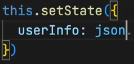 this.setState({
userInfo: json.
})